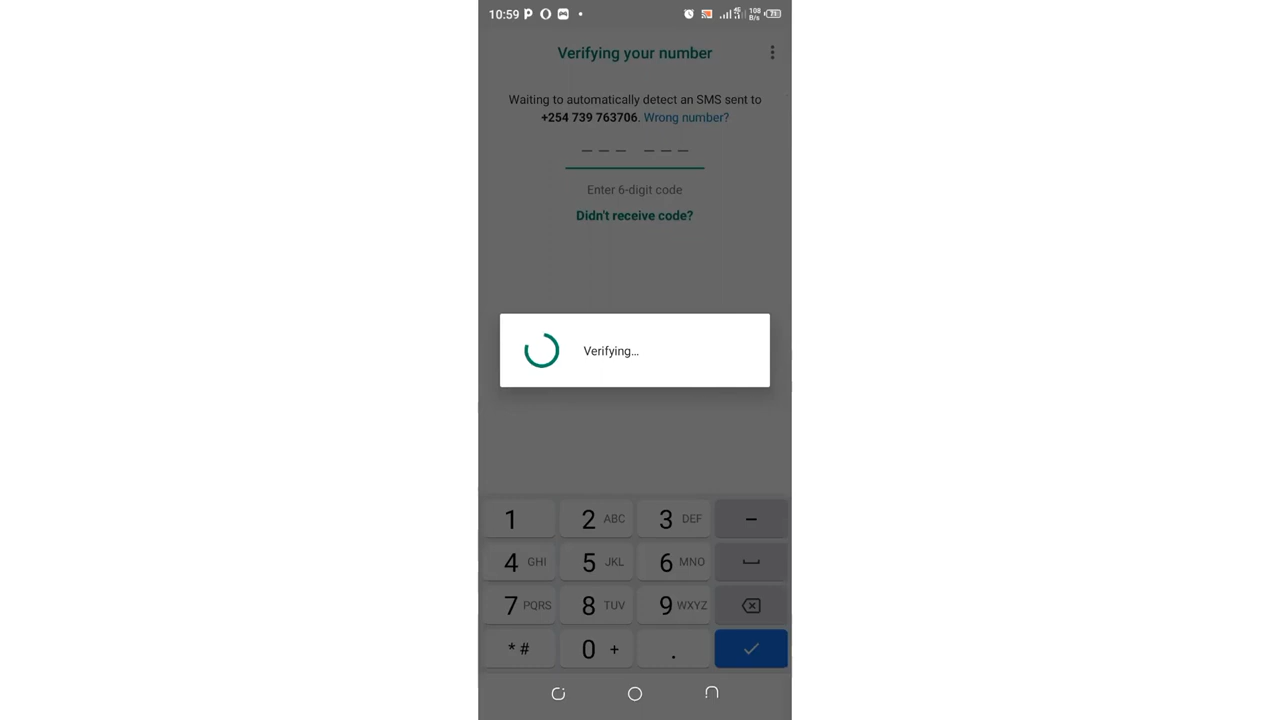 10:59 108 B/s 73
Verifying your number
Waiting to automatically detect an SMS sent to
+254 739 763706. Wrong number?
Enter 6-digit code
Didn't receive code?
Verifying...
1 2 ABC 3 DEF –
4 GHI 5 JKL 6 MNO
7 PQRS 8 TUV 9 WXYZ
* # 0 + .